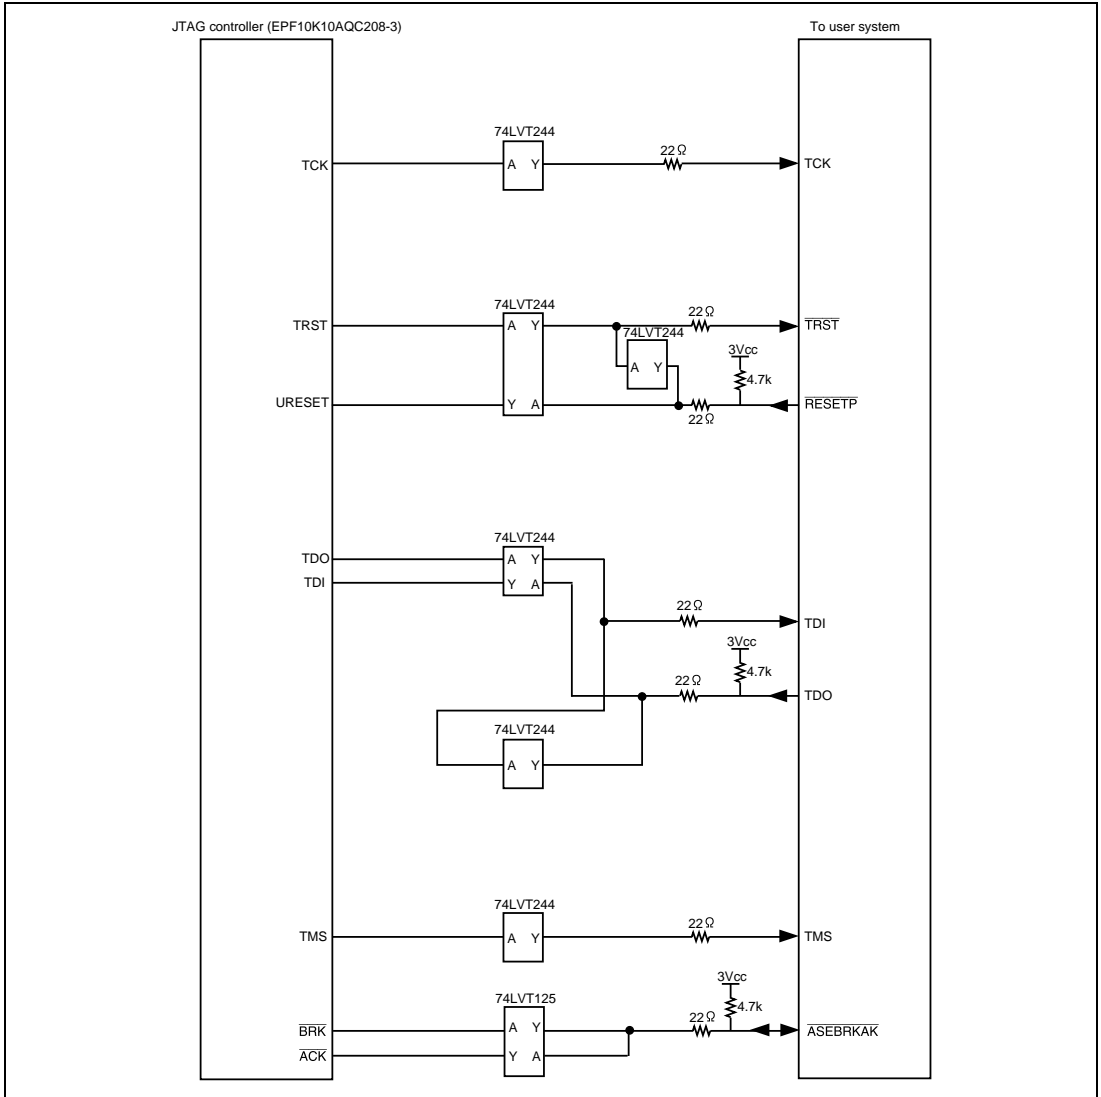 JTAG controller (EPF10K10AQC208-3)
To user system
74LVT244
TCK
A Y
22Ω
TCK
74LVT244
TRST
A Y
22Ω
TRST
74LVT244
A Y
3Vcc
4.7k
URESET
Y A
22Ω
RESETP
74LVT244
TDO
A Y
TDI
Y A
22Ω
TDI
3Vcc
4.7k
22Ω
TDO
74LVT244
A Y
74LVT244
TMS
A Y
22Ω
TMS
3Vcc
4.7k
74LVT125
BRK
A Y
22Ω
ASEBRKAK
ACK
Y A